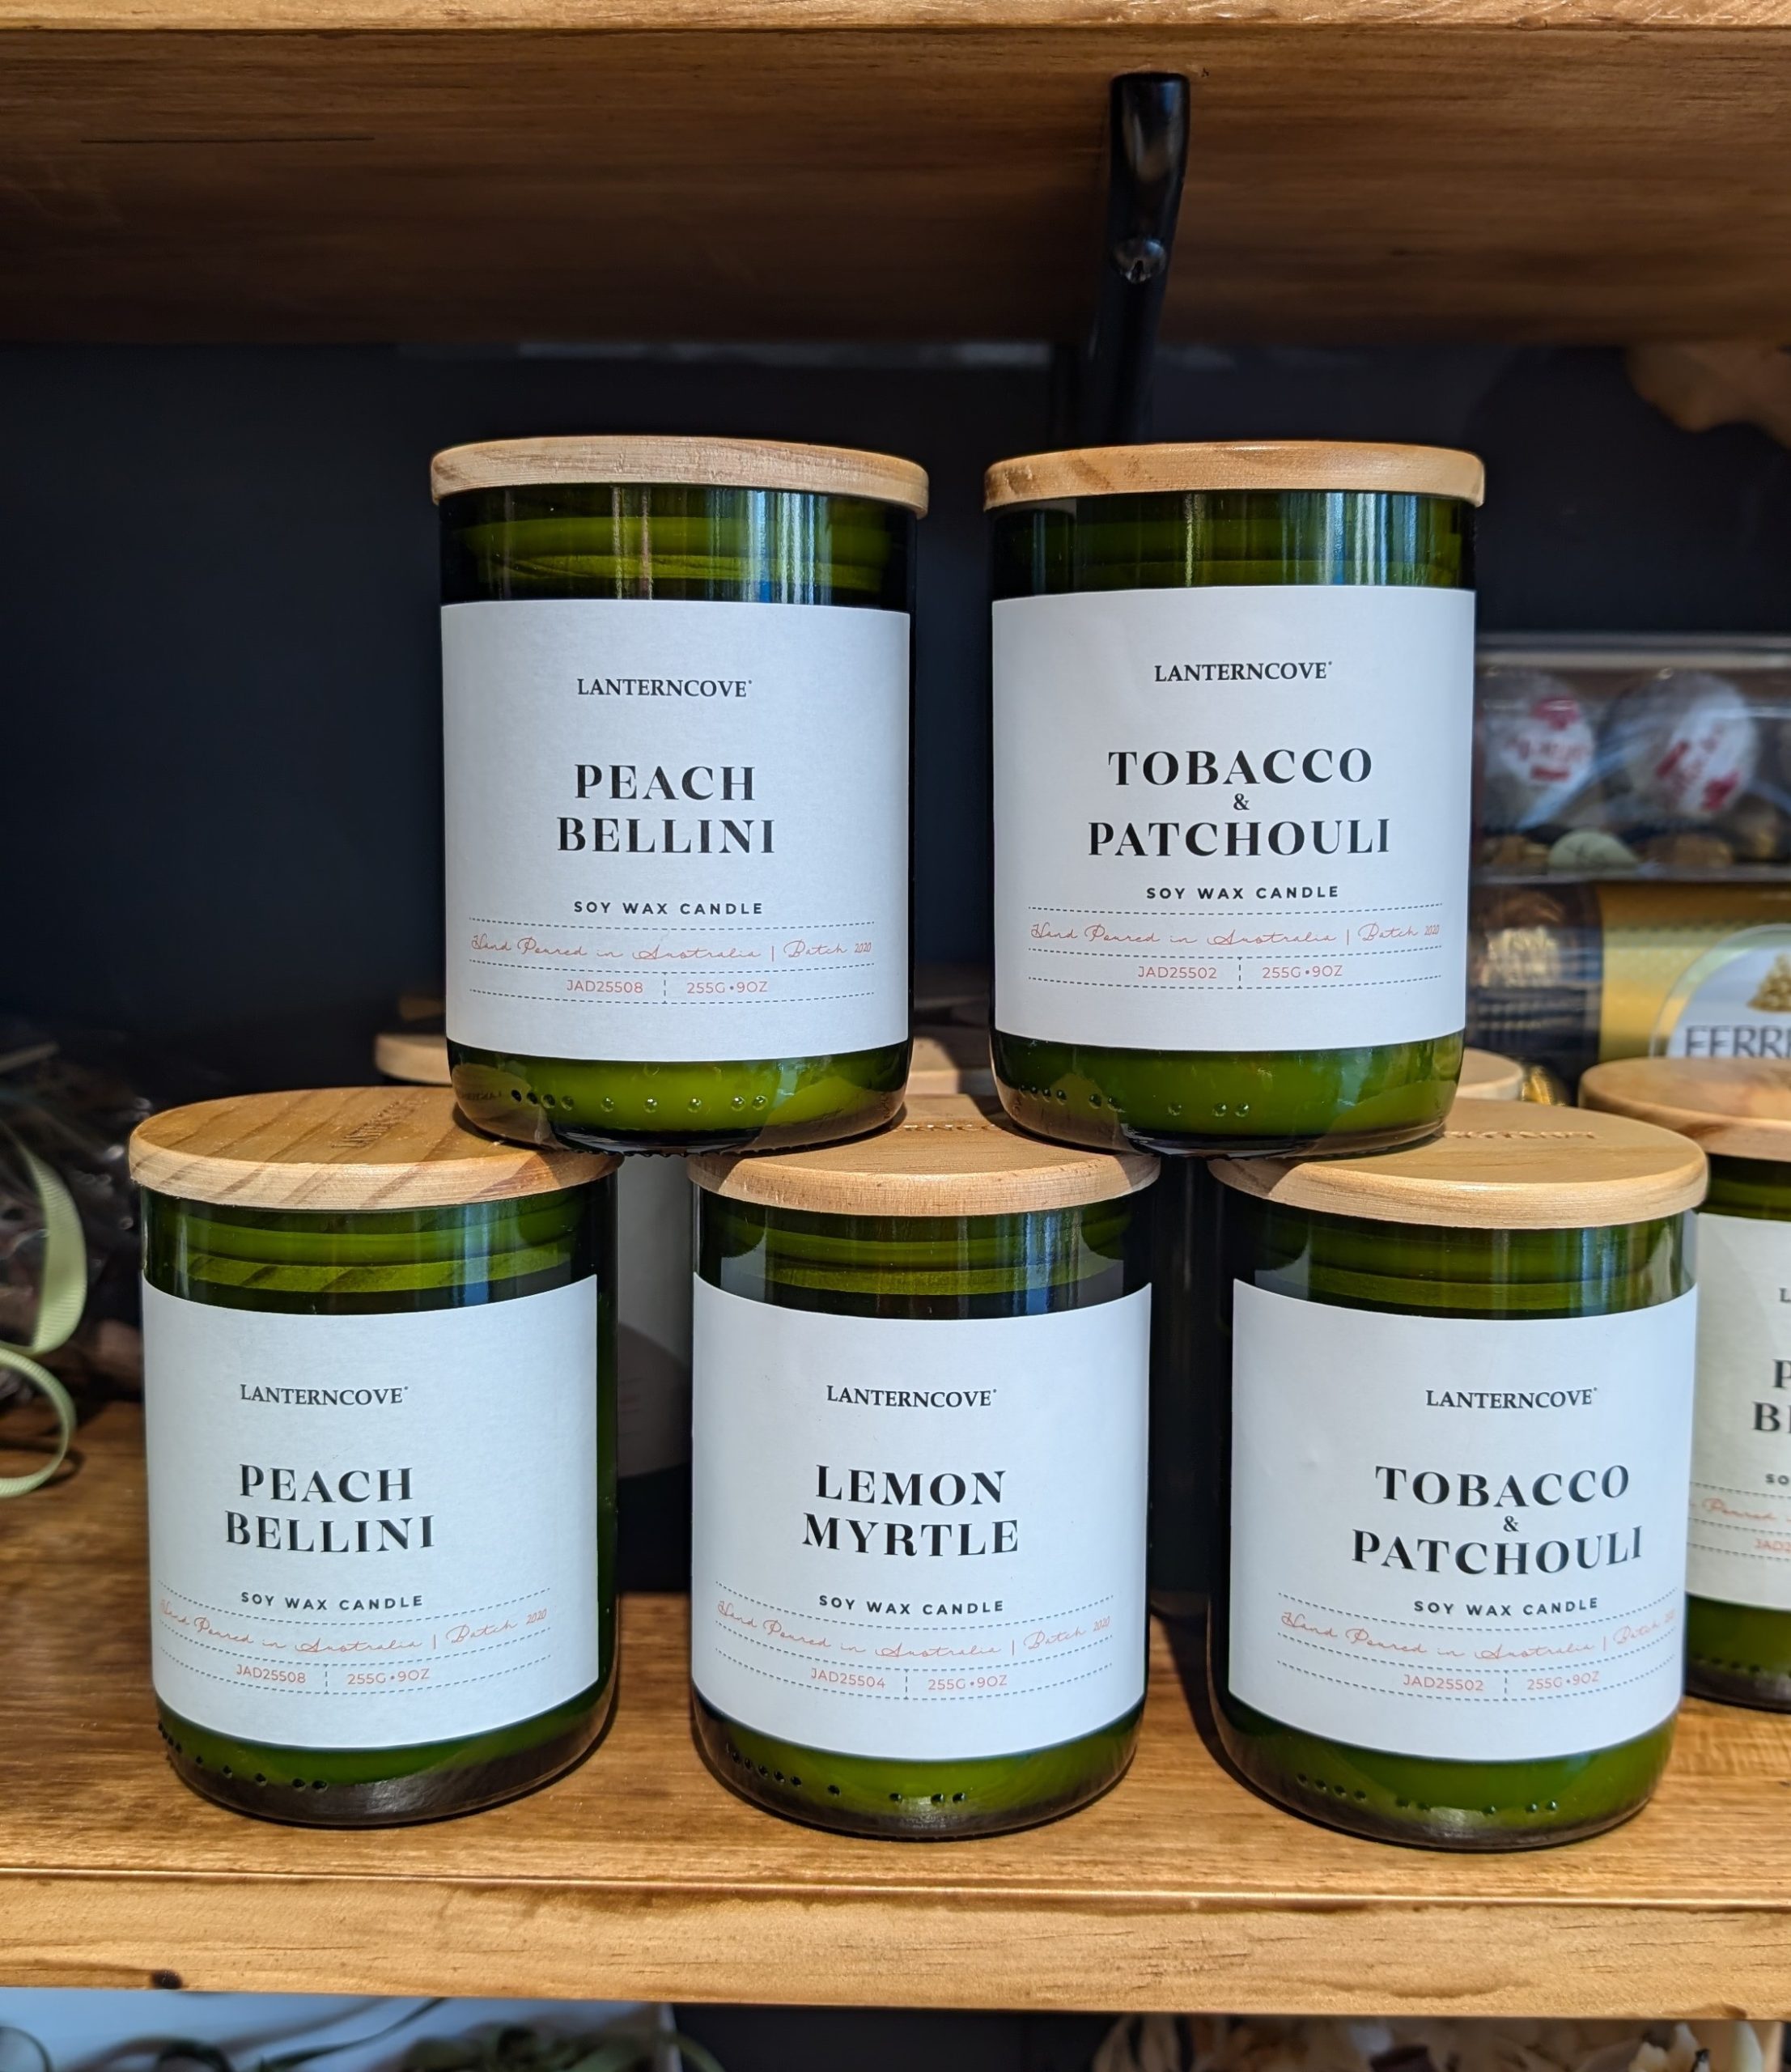 LANTERNCOVE
PEACH
BELLINI
SOY WAX CANDLE
Hand Poured in Australia | Batch 2020
JAD25508 | 255G•9OZ
LANTERNCOVE
TOBACCO
&
PATCHOULI
SOY WAX CANDLE
Hand Poured in Australia | Batch 2020
JAD25502 | 255G•9OZ
FERRE
LANTERNCOVE
PEACH
BELLINI
SOY WAX CANDLE
Hand Poured in Australia | Batch 2020
JAD25508 | 255G•9OZ
LANTERNCOVE
LEMON
MYRTLE
SOY WAX CANDLE
Hand Poured in Australia | Batch 2020
JAD25504 | 255G•9OZ
LANTERNCOVE
TOBACCO
&
PATCHOULI
SOY WAX CANDLE
Hand Poured in Australia | Batch
JAD25502 | 255G•9OZ
Poured